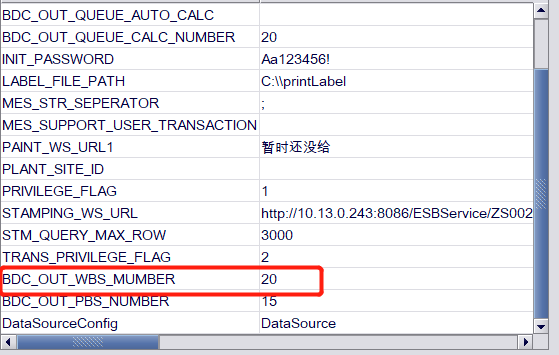 BDC_OUT_QUEUE_AUTO_CALC
BDC_OUT_QUEUE_CALC_NUMBER 20
INIT_PASSWORD Aa123456!
LABEL_FILE_PATH C:\\printLabel
MES_STR_SEPERATOR ;
MES_SUPPORT_USER_TRANSACTION
PAINT_WS_URL1 暂时还没给
PLANT_SITE_ID
PRIVILEGE_FLAG 1
STAMPING_WS_URL http://10.13.0.243:8086/ESBService/ZS002
STM_QUERY_MAX_ROW 3000
TRANS_PRIVILEGE_FLAG 2
BDC_OUT_WBS_MUMBER 20
BDC_OUT_PBS_NUMBER 15
DataSourceConfig DataSource